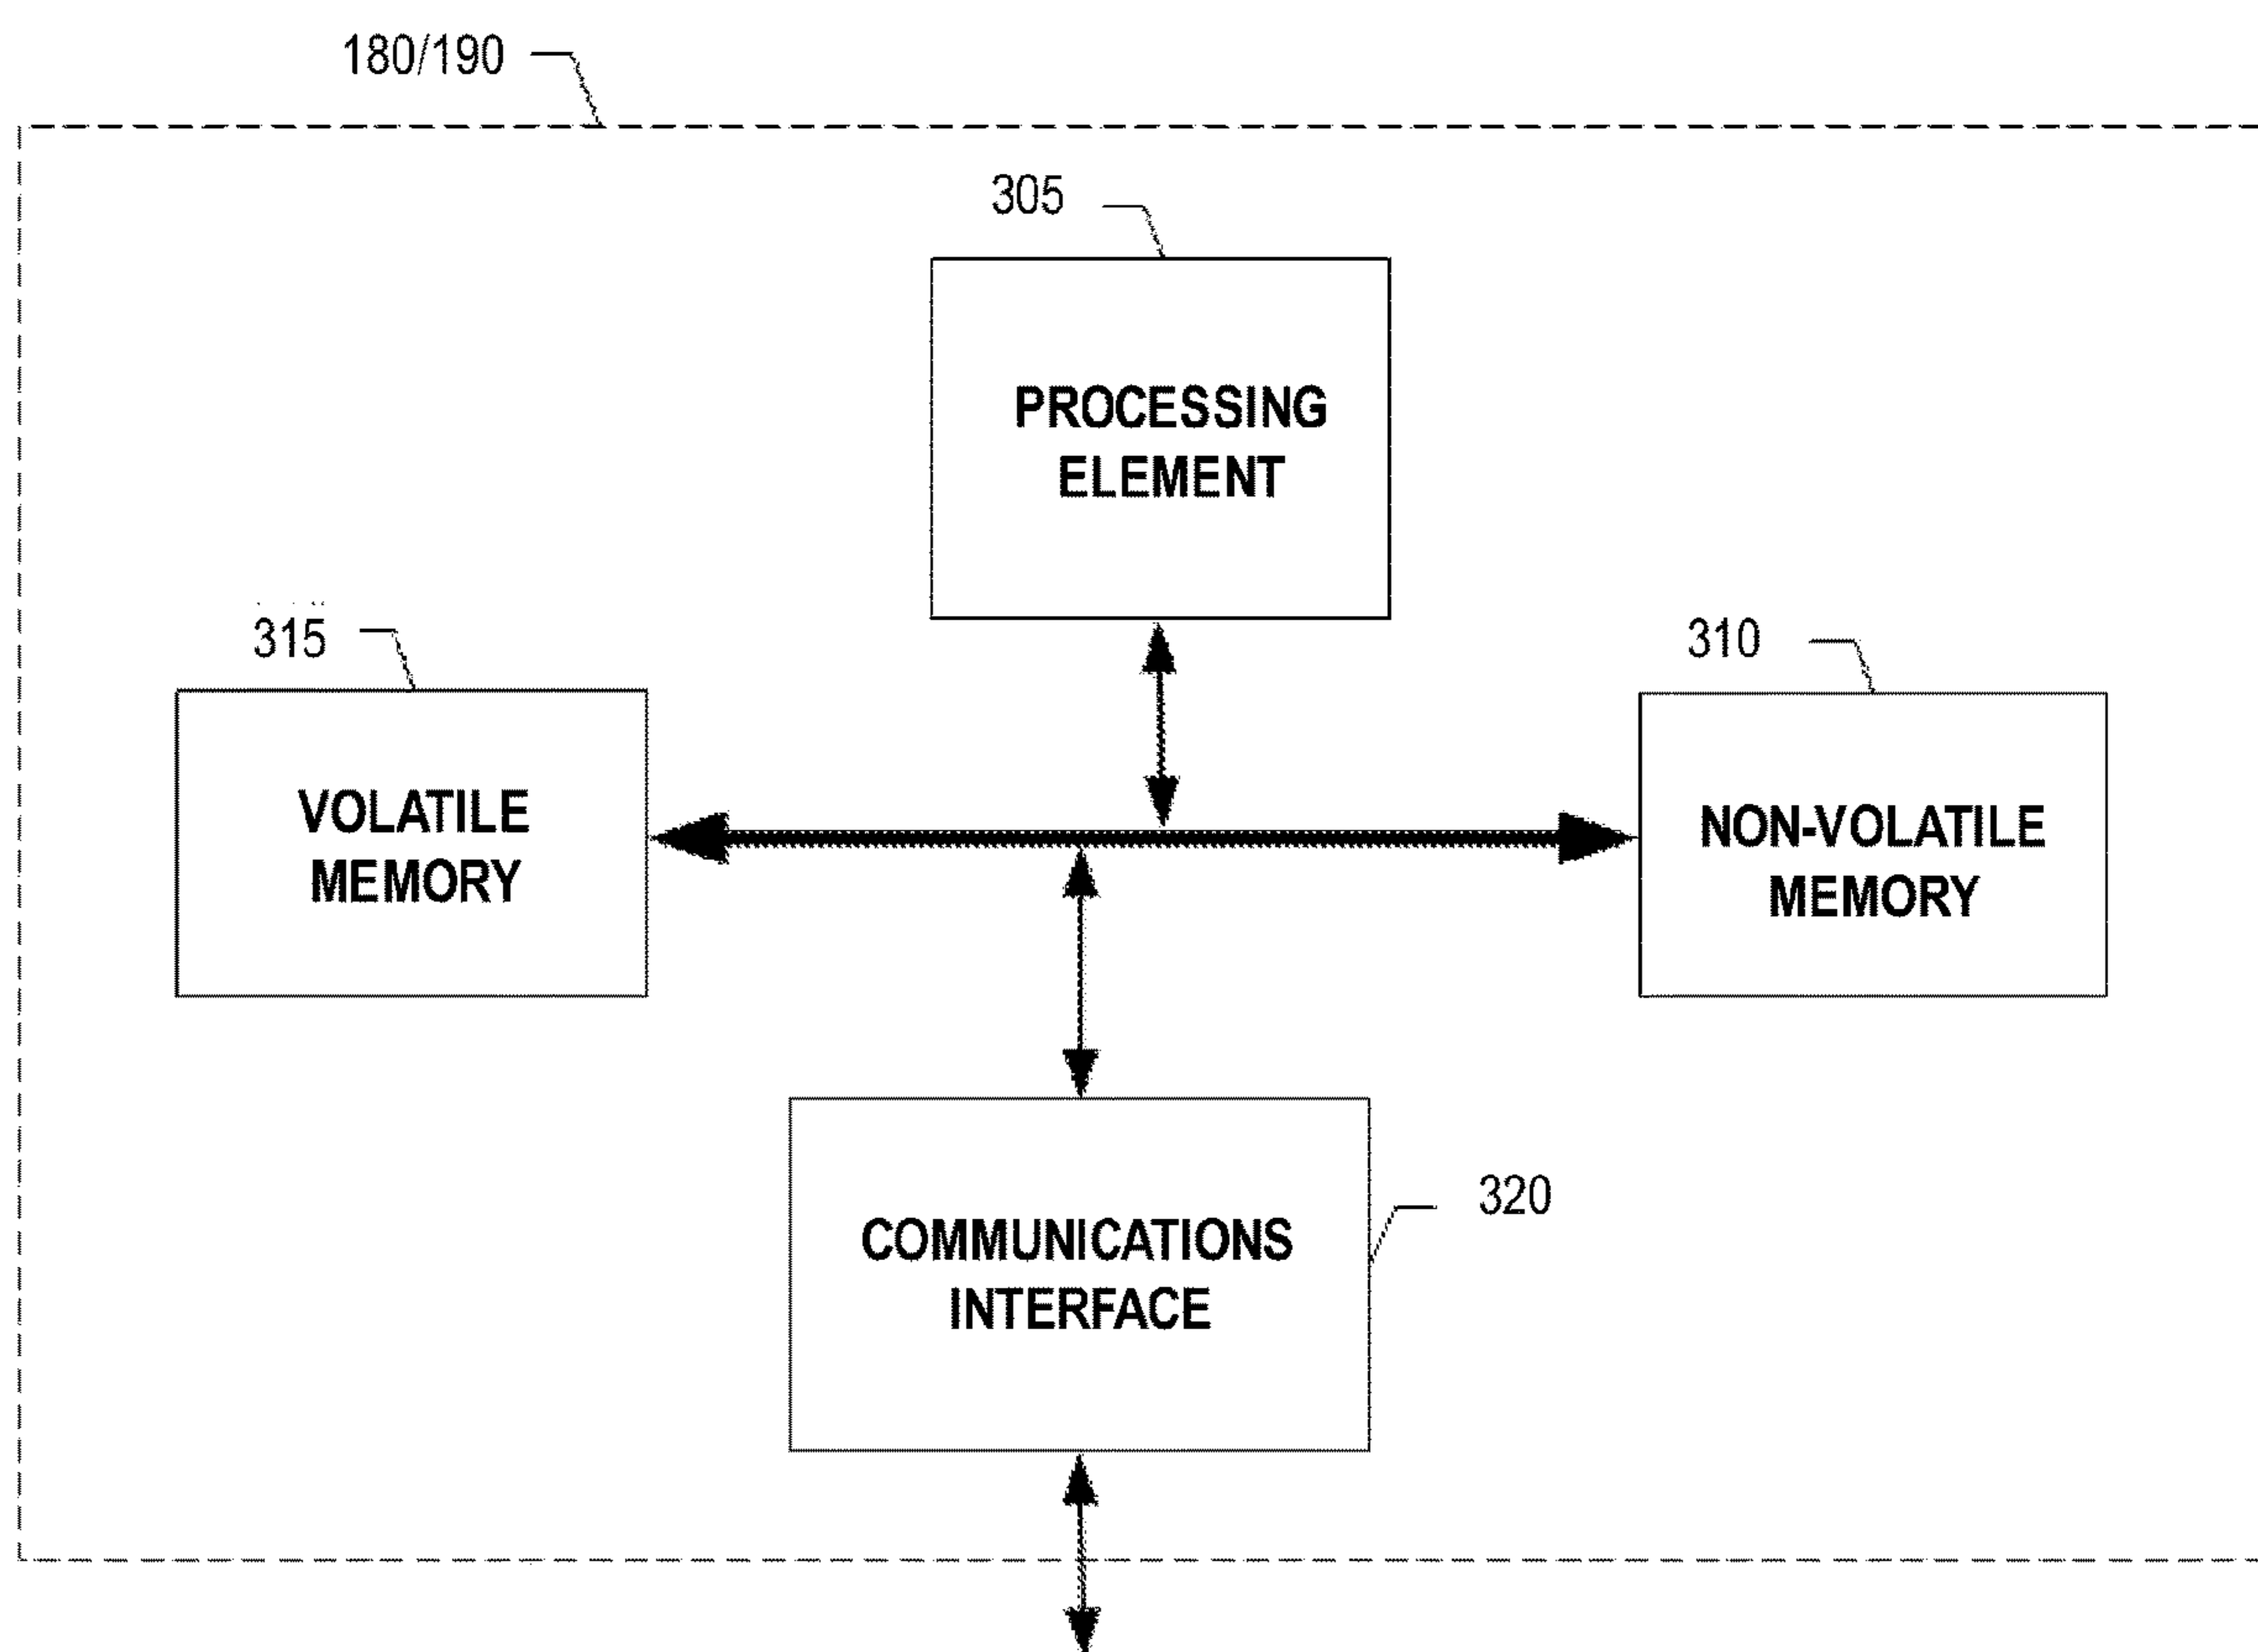 180/190
305
PROCESSING
ELEMENT
315
310
VOLATILE
MEMORY
NON-VOLATILE
MEMORY
320
COMMUNICATIONS
INTERFACE